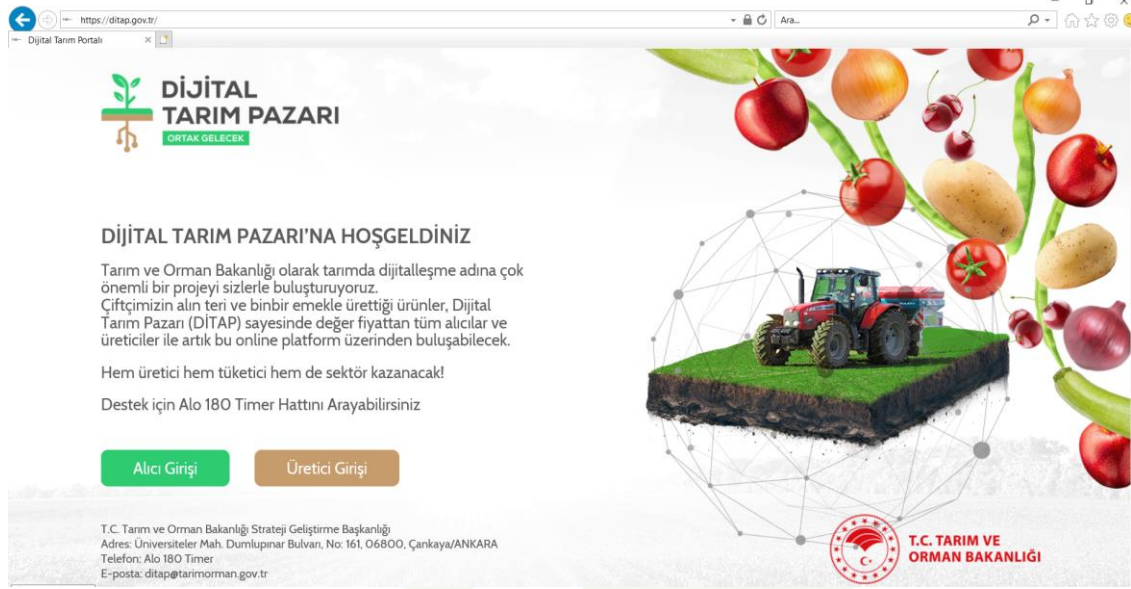 https://ditap.gov.tr/
Ara...
Dijital Tarım Portalı
DİJİTAL
TARIM PAZARI
ORTAK GELECEK
DİJİTAL TARIM PAZARI'NA HOŞGELDİNİZ
Tarım ve Orman Bakanlığı olarak tarımda dijitalleşme adına çok
önemli bir projeyi sizlerle buluşturuyoruz.
Çiftçimizin alın teri ve binbir emekle ürettiği ürünler, Dijital
Tarım Pazarı (DİTAP) sayesinde değer fiyattan tüm alıcılar ve
üreticiler ile artık bu online platform üzerinden buluşabilecek.
Hem üretici hem tüketici hem de sektör kazanacak!
Destek için Alo 180 Timer Hattını Arayabilirsiniz
Alıcı Girişi
Üretici Girişi
T.C. Tarım ve Orman Bakanlığı Strateji Geliştirme Başkanlığı
Adres: Üniversiteler Mah. Dumlupınar Bulvarı, No: 161, 06800, Çankaya/ANKARA
Telefon: Alo 180 Timer
E-posta: ditap@tarimorman.gov.tr
T.C. TARIM VE
ORMAN BAKANLIĞI